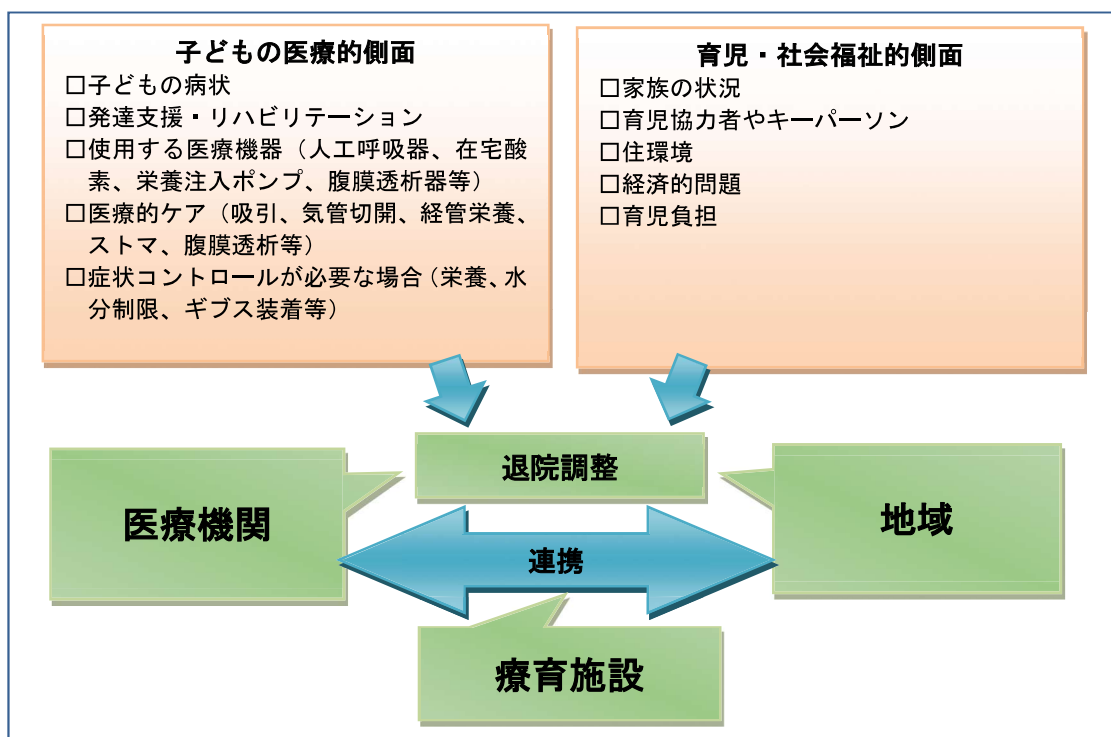 子どもの医療的側面
□子どもの病状
□発達支援・リハビリテーション
□使用する医療機器（人工呼吸器、在宅酸
素、栄養注入ポンプ、腹膜透析器等）
□医療的ケア（吸引、気管切開、経管栄養、
ストマ、腹膜透析等）
□症状コントロールが必要な場合（栄養、水
分制限、ギブス装着等）
育児・社会福祉的側面
□家族の状況
□育児協力者やキーパーソン
□住環境
□経済的問題
□育児負担
退院調整
医療機関
地域
連携
療育施設